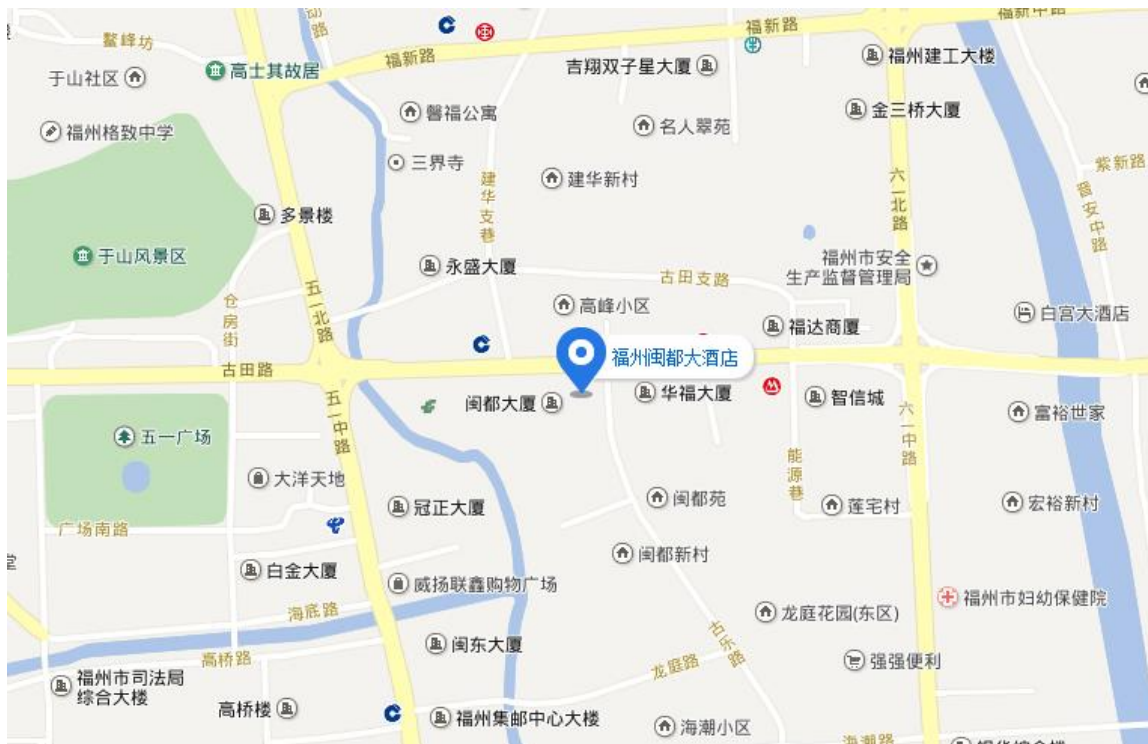 福新中路
福新路
鳌峰坊
高士其故居
福新路
吉翔双子星大厦
福州建工大楼
于山社区
馨福公寓
金三桥大厦
福州格致中学
名人翠苑
三界寺
紫新路
建华支巷
建华新村
六一北路
晋安中路
多景楼
于山风景区
永盛大厦
古田支路
福州市安全
生产监督管理局
仓房街
五一北路
高峰小区
福达商厦
白宫大酒店
福州闽都大酒店
古田路
闽都大厦
华福大厦
智信城
五一中路
六一中路
富裕世家
五一广场
大洋天地
能源巷
闽都苑
莲宅村
宏裕新村
冠正大厦
广场南路
闽都新村
白金大厦
威扬联鑫购物广场
福州市妇幼保健院
海底路
龙庭花园(东区)
闽东大厦
古乐路
高桥路
龙庭路
强强便利
福州市司法局
综合大楼
高桥楼
福州集邮中心大楼
海潮小区
海潮路